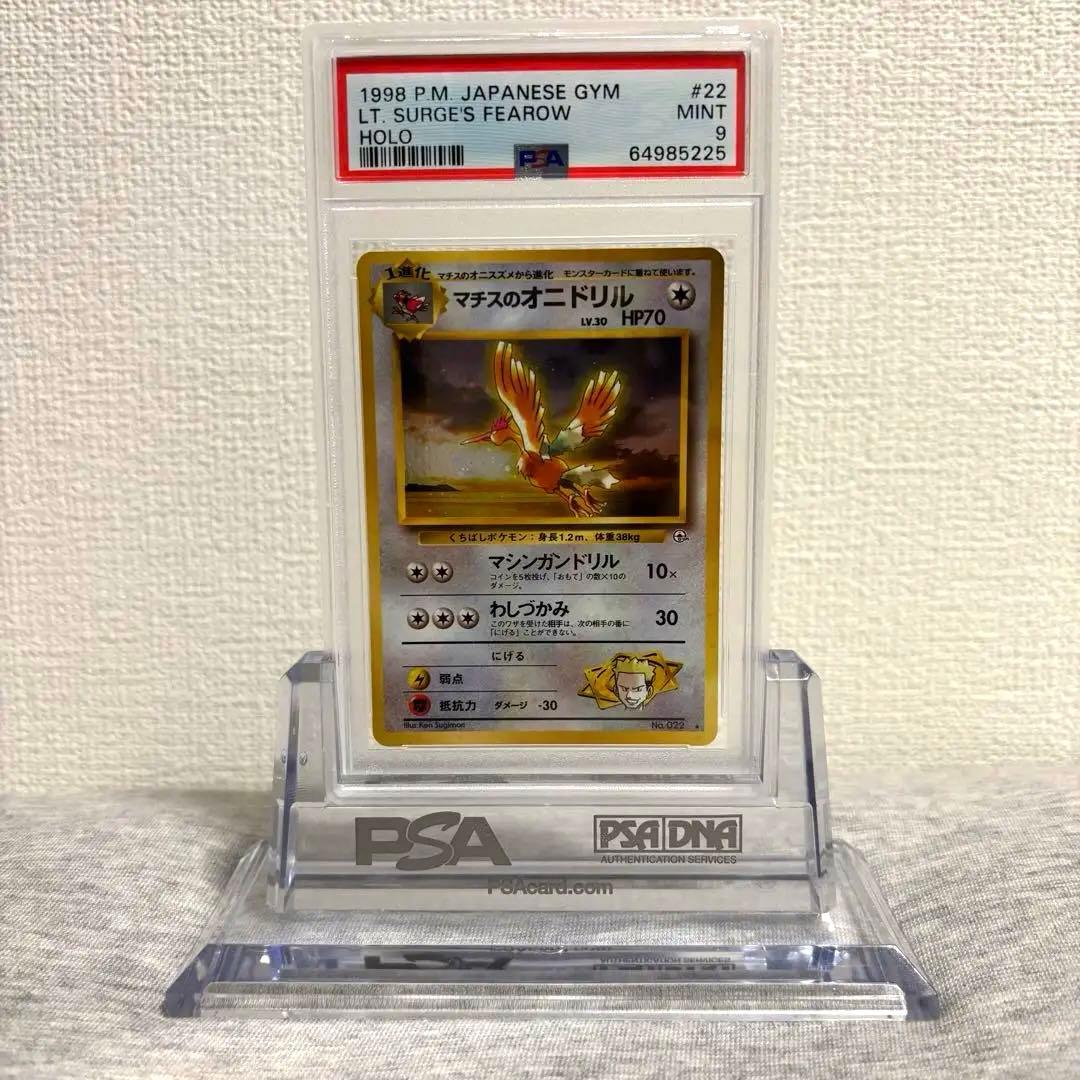 1998 P.M. JAPANESE GYM #22
LT. SURGE'S FEAROW MINT
HOLO 9
PSA 64985225
1進化 マチスのオニスズメから進化 モンスターカードに重ねて使います。
マチスのオニドリル
LV.30 HP70
くちばしポケモン：身長1.2m、体重38kg
マシンガンドリル 10×
コインを5枚投げ、「おもて」の数×10の
ダメージ。
わしづかみ 30
このワザを受けた相手は、次の相手の番に
「にげる」ことができない。
にげる
弱点
抵抗力 ダメージ -30
Illus. Ken Sugimori No. 022
PSA PSA DNA
AUTHENTICATION SERVICES
PSAcard.com